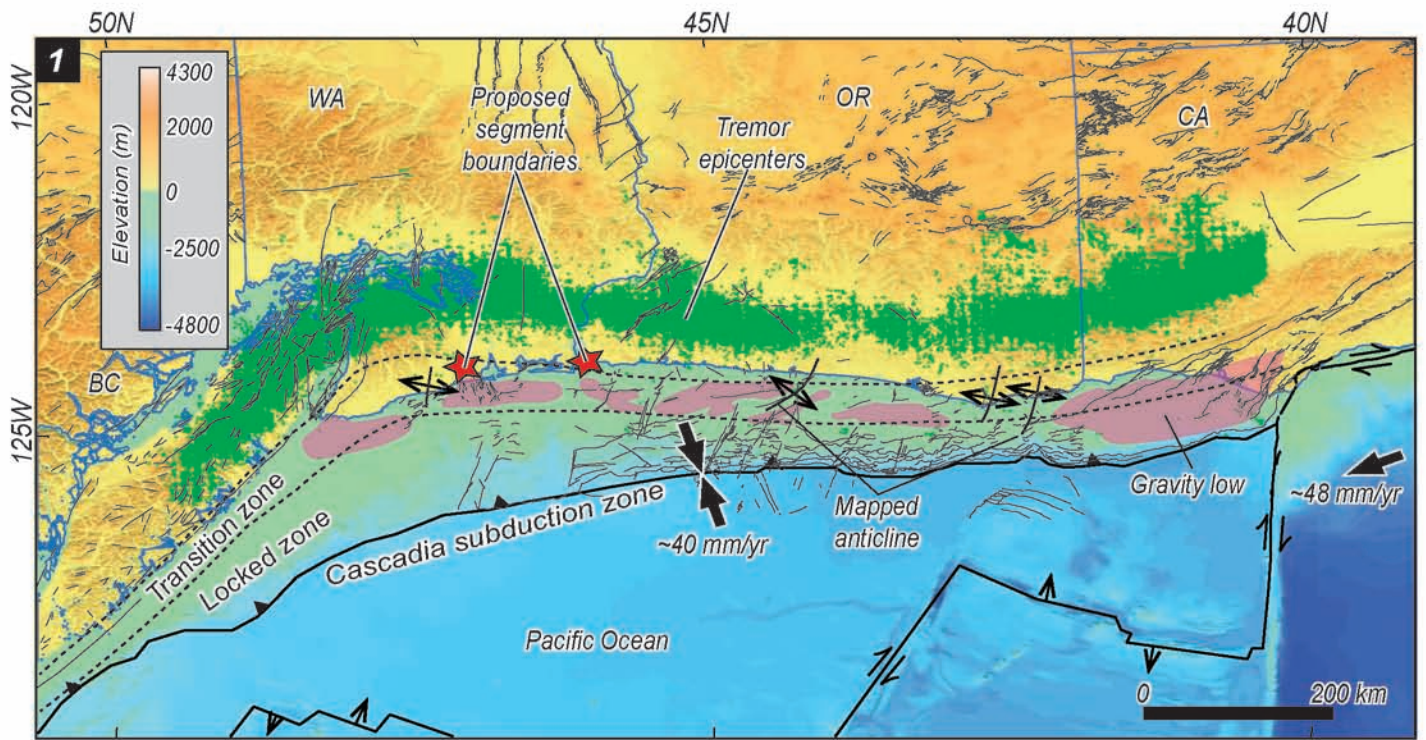 50N
45N
40N
1
4300
2000
0
-2500
-4800
Elevation (m)
120W
125W
WA
Proposed
segment
boundaries
Tremor
epicenters
OR
CA
BC
Transition zone
Locked zone
Cascadia subduction zone
~40 mm/yr
Mapped
anticline
Gravity low
~48 mm/yr
Pacific Ocean
0
200 km